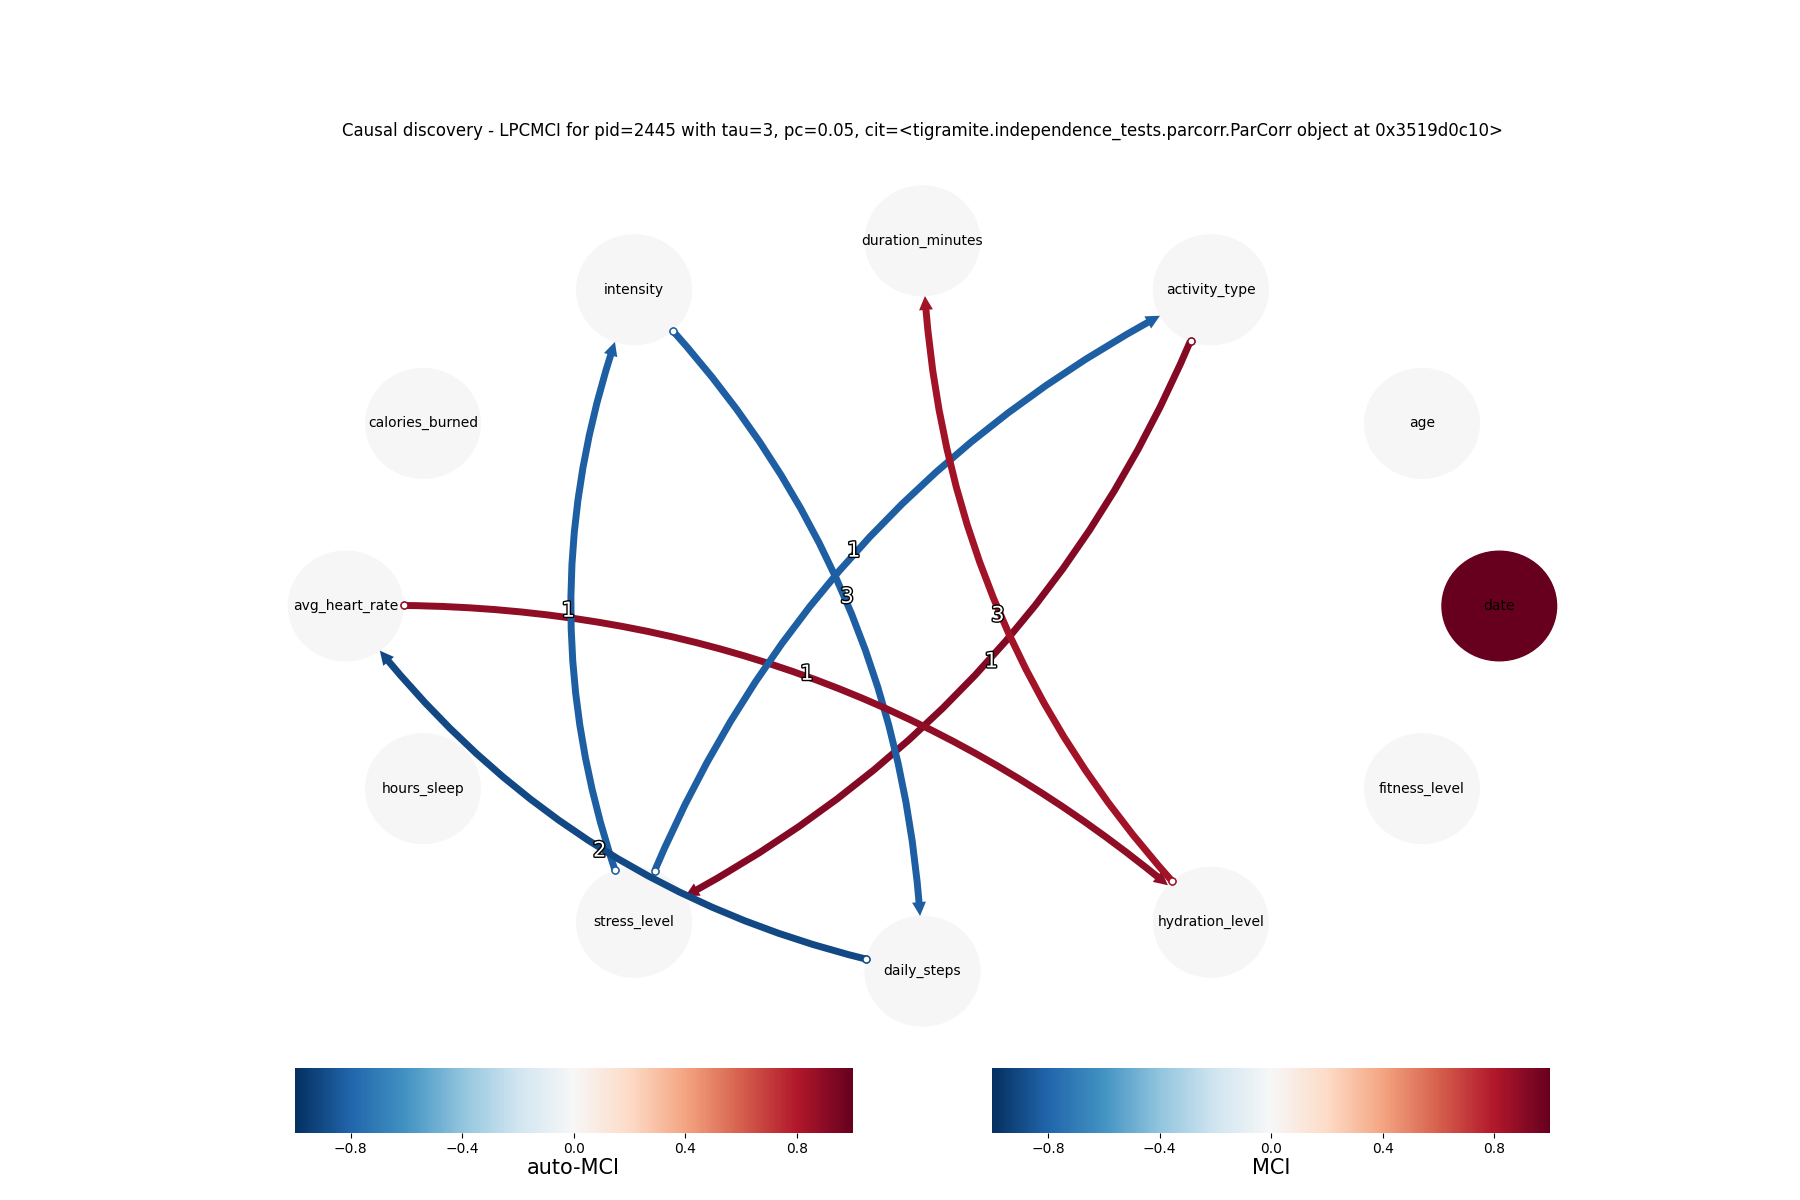 Causal discovery - LPCMCI for pid=2445 with tau=3, pc=0.05, cit=<tigramite.independence_tests.parcorr.ParCorr object at 0x3519d0c10>
duration_minutes
intensity
activity_type
calories_burned
age
1
3
avg_heart_rate
1
3
date
1
1
hours_sleep
fitness_level
2
stress_level
hydration_level
daily_steps
−0.8 −0.4 0.0 0.4 0.8
auto-MCI
−0.8 −0.4 0.0 0.4 0.8
MCI